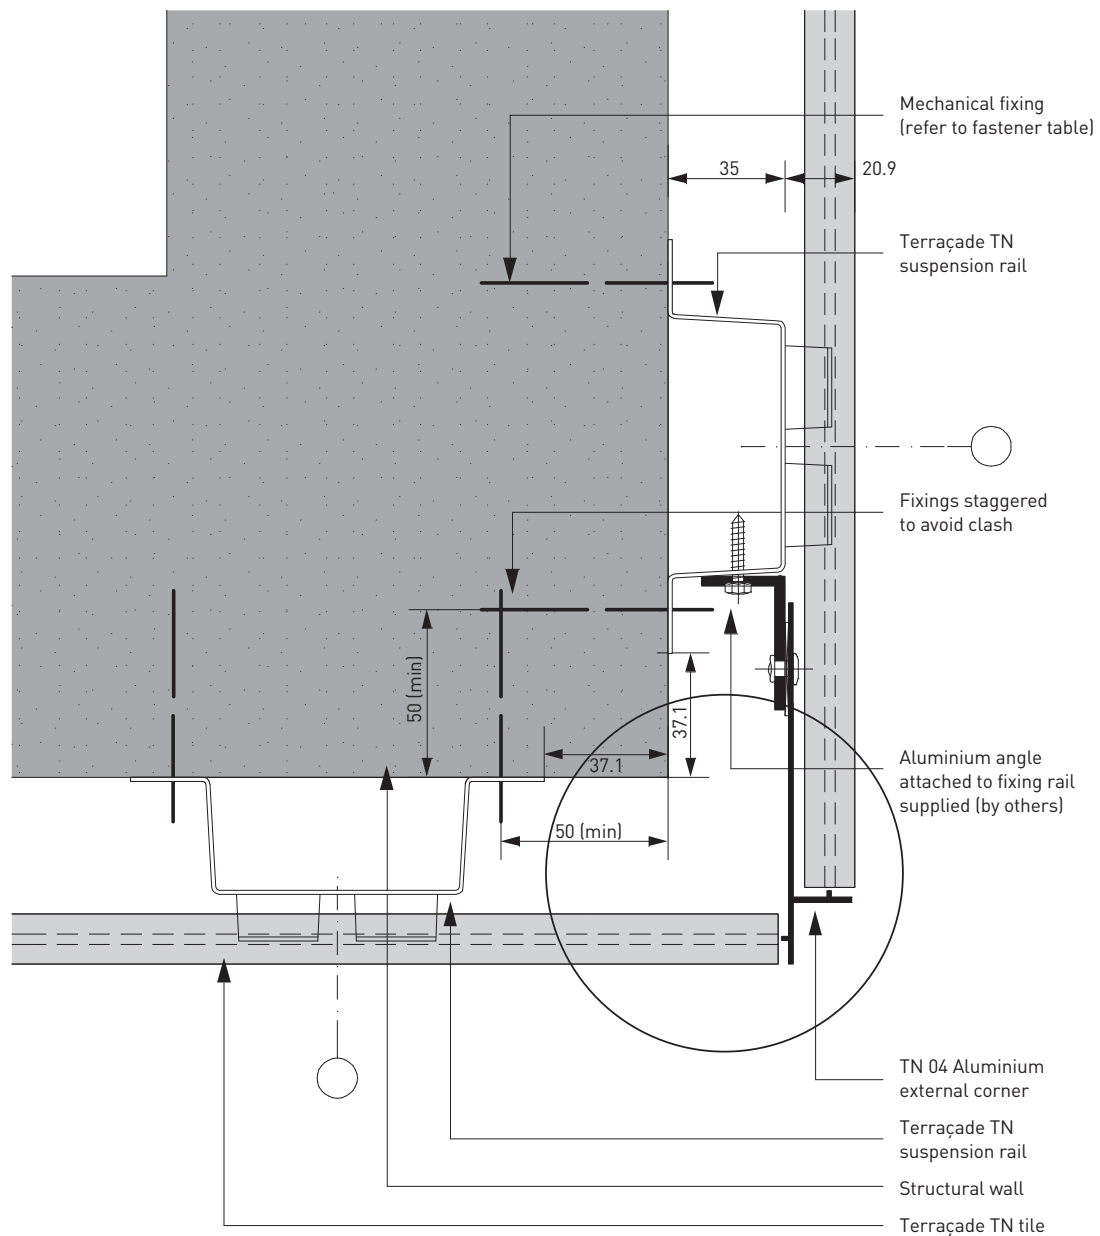 Mechanical fixing
(refer to fastener table)
35
20.9
Terraçade TN
suspension rail
Fixings staggered
to avoid clash
50 (min)
37.1
37.1
50 (min)
Aluminium angle
attached to fixing rail
supplied (by others)
TN 04 Aluminium
external corner
Terraçade TN
suspension rail
Structural wall
Terraçade TN tile